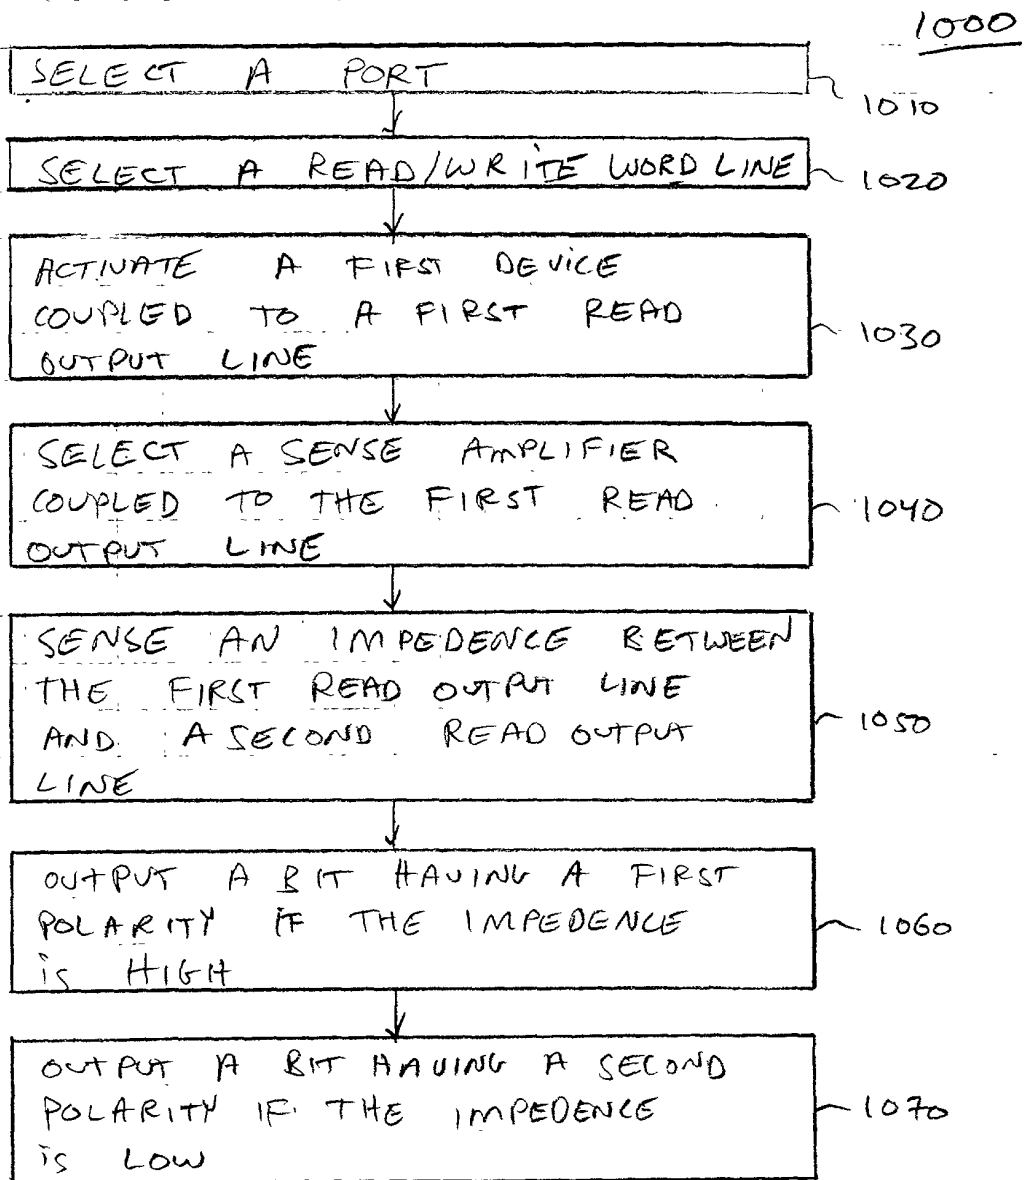 1000
SELECT A PORT
1010
SELECT A READ/WRITE WORD LINE
1020
ACTIVATE A FIRST DEVICE
COUPLED TO A FIRST READ
OUTPUT LINE
1030
SELECT A SENSE AMPLIFIER
COUPLED TO THE FIRST READ
OUTPUT LINE
1040
SENSE AN IMPEDENCE BETWEEN
THE FIRST READ OUTPUT LINE
AND A SECOND READ OUTPUT
LINE
1050
OUTPUT A BIT HAVING A FIRST
POLARITY IF THE IMPEDENCE
is HIGH
1060
OUTPUT A BIT HAVING A SECOND
POLARITY IF THE IMPEDENCE
is LOW
1070